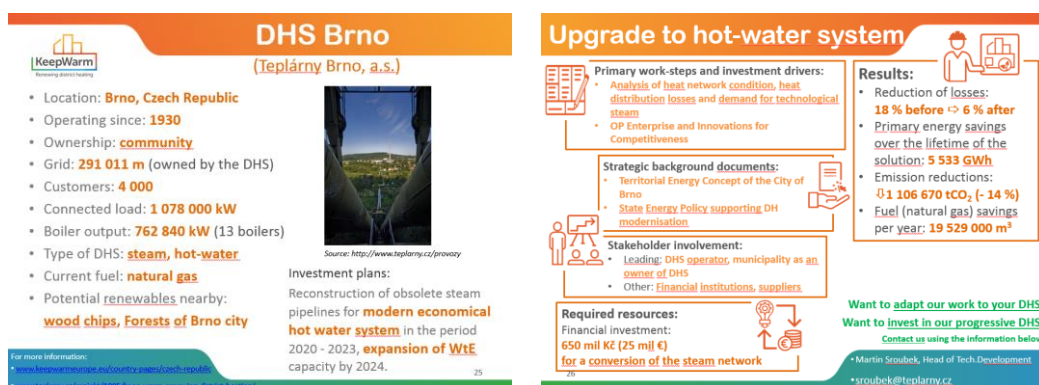 KeepWarm
Renewing district heating
DHS Brno
(Teplárny Brno, a.s.)
• Location: Brno, Czech Republic
• Operating since: 1930
• Ownership: community
• Grid: 291 011 m (owned by the DHS)
• Customers: 4 000
• Connected load: 1 078 000 kW
• Boiler output: 762 840 kW (13 boilers)
• Type of DHS: steam, hot-water
• Current fuel: natural gas
• Potential renewables nearby:
wood chips, Forests of Brno city
Source: http://www.teplarny.cz/provozy
Investment plans:
Reconstruction of obsolete steam
pipelines for modern economical
hot water system in the period
2020 - 2023, expansion of WtE
capacity by 2024.
For more information:
• www.keepwarmeurope.eu/country-pages/czech-republic
25
Upgrade to hot-water system
Primary work-steps and investment drivers:
• Analysis of heat network condition, heat
distribution losses and demand for technological
steam
• OP Enterprise and Innovations for
Competitiveness
Strategic background documents:
• Territorial Energy Concept of the City of
Brno
• State Energy Policy supporting DH
modernisation
Stakeholder involvement:
• Leading: DHS operator, municipality as an
owner of DHS
• Other: Financial institutions, suppliers
Required resources:
Financial investment:
650 mil Kč (25 mil €)
for a conversion of the steam network
26
Results:
• Reduction of losses:
18 % before ⇨ 6 % after
• Primary energy savings
over the lifetime of the
solution: 5 533 GWh
• Emission reductions:
⇩1 106 670 tCO₂ (- 14 %)
• Fuel (natural gas) savings
per year: 19 529 000 m³
Want to adapt our work to your DHS
Want to invest in our progressive DHS
Contact us using the information below
• Martin Sroubek, Head of Tech.Development
• sroubek@teplarny.cz